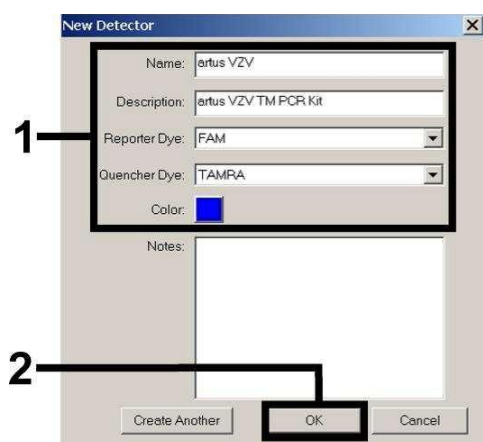 New Detector
Name: artus VZV
Description: artus VZV TM PCR Kit
1 Reporter Dye: FAM
Quencher Dye: TAMRA
Color:
Notes:
2
Create Another OK Cancel